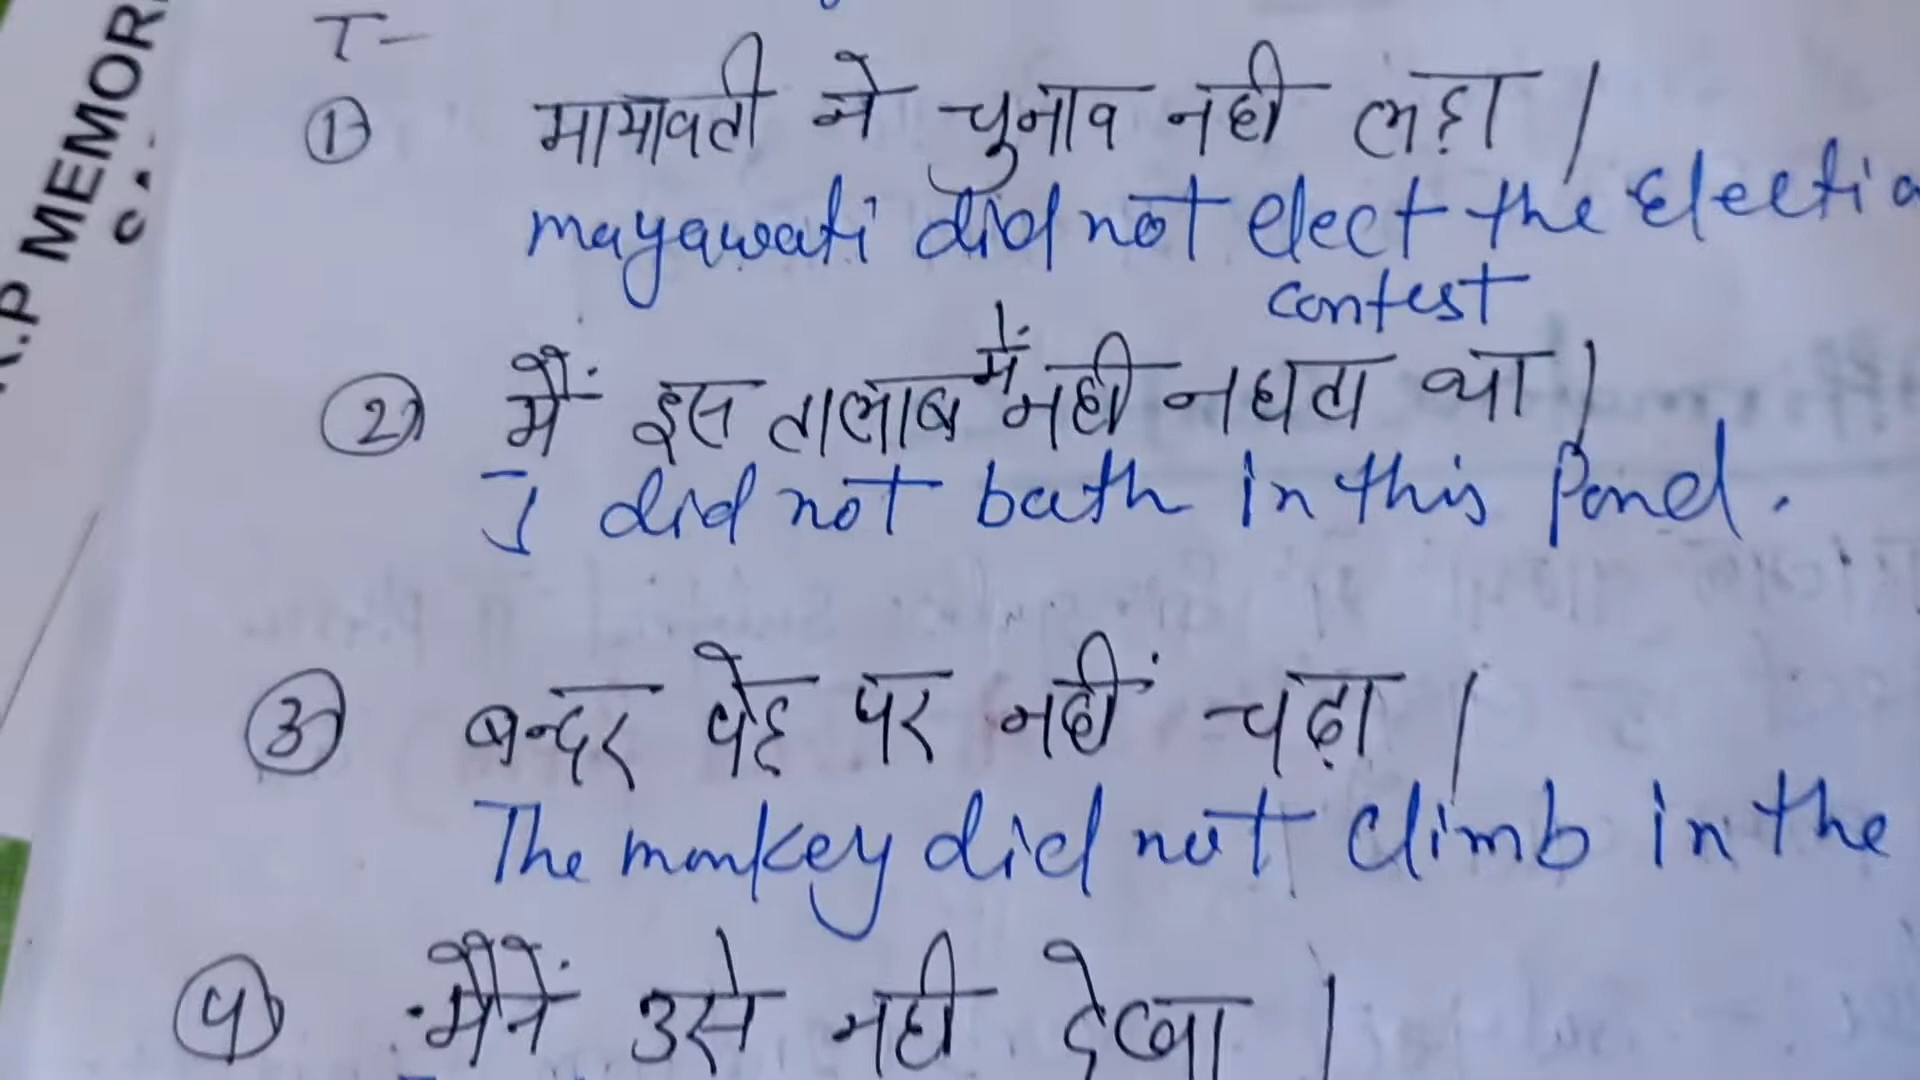 T-
① मायावती ने चुनाव नही लड़ा।
mayawati did not elect the Electio
contest
② मैं इस तालाब में नही नहाता था।
I did not bath in this Pond.
③ बन्दर पेड़ पर नहीं चढ़ा।
The monkey did not climb in the
④ मैंनें उसे नही देखा।
.P MEMOR